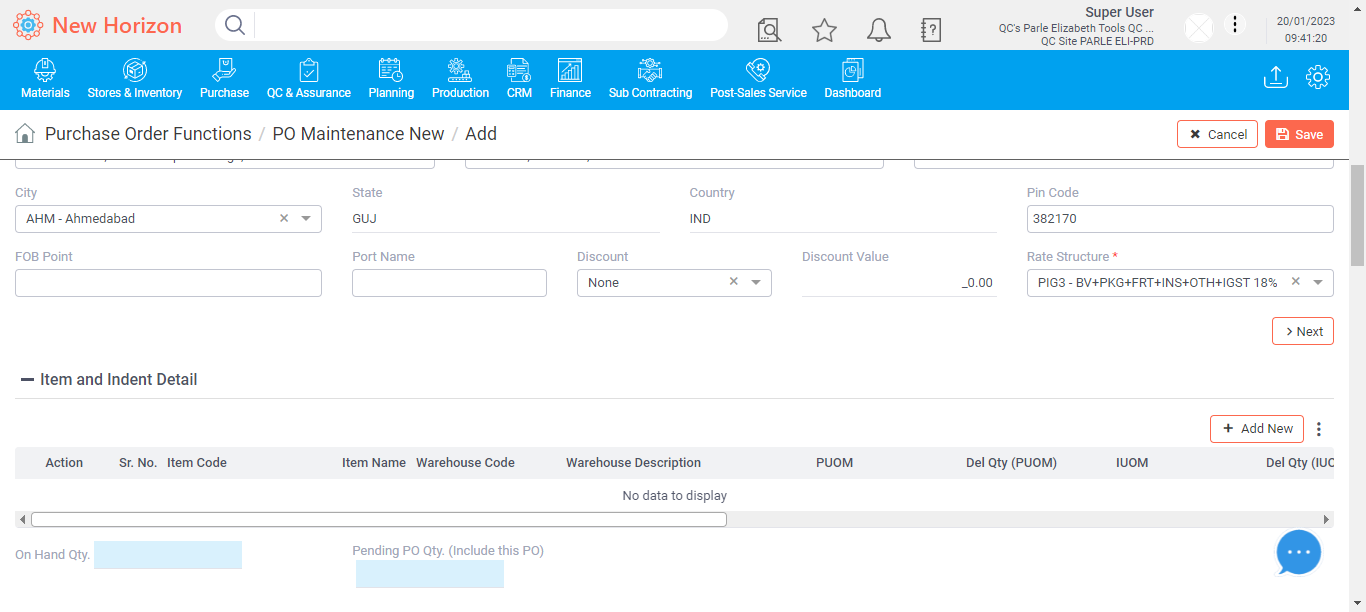 New Horizon
Super User
QC's Parle Elizabeth Tools QC ...
QC Site PARLE ELI-PRD
20/01/2023
09:41:20
Materials Stores & Inventory Purchase QC & Assurance Planning Production CRM Finance Sub Contracting Post-Sales Service Dashboard
Purchase Order Functions / PO Maintenance New / Add
Cancel Save
City State Country Pin Code
AHM - Ahmedabad GUJ IND 382170
FOB Point Port Name Discount Discount Value Rate Structure *
None _0.00 PIG3 - BV+PKG+FRT+INS+OTH+IGST 18%
Next
Item and Indent Detail
+ Add New
Action Sr. No. Item Code Item Name Warehouse Code Warehouse Description PUOM Del Qty (PUOM) IUOM Del Qty (IUO
No data to display
On Hand Qty. Pending PO Qty. (Include this PO)